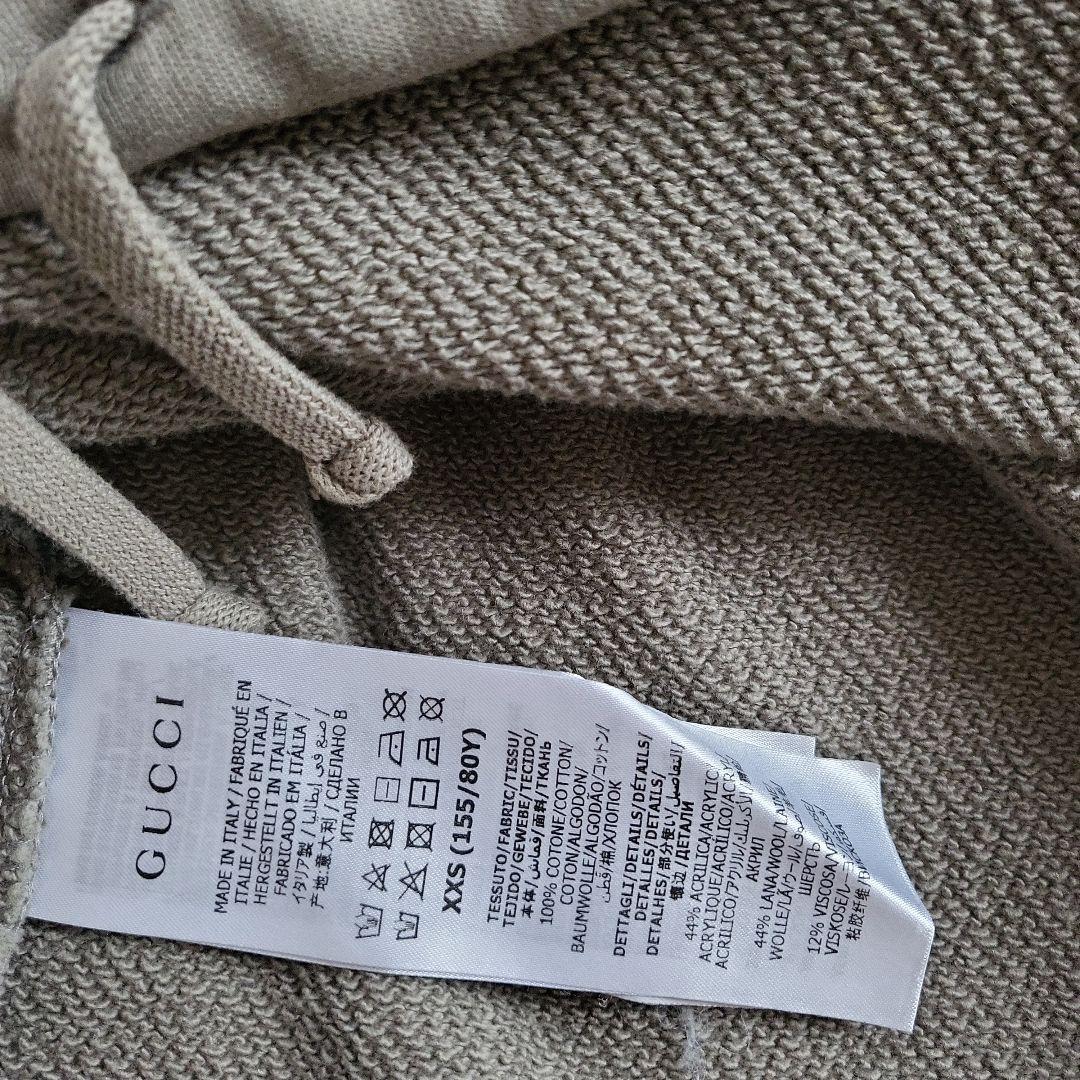 GUCCI
MADE IN ITALY / FABRIQUÉ EN
ITALIE / HECHO EN ITALIA /
HERGESTELLT IN ITALIEN /
FABRICADO EM ITÁLIA /
イタリア製 / صنع في إيطاليا /
产地:意大利 / СДЕЛАНО В
ИТАЛИИ
XXS (155/80Y)
TESSUTO/FABRIC/TISSU/
TEJIDO/GEWEBE/TECIDO/
本体/قماش/面料/ТКАНЬ
100% COTONE/COTTON/
COTON/ALGODON/
BAUMWOLLE/ALGODÃO/コットン/
قطن/棉/ХЛОПОК
DETTAGLI/DETAILS/DÉTAILS/
DETALLES/DETAILS/
DETALHES/部分使い/التفاصيل/
镶边/ДЕТАЛИ
44% ACRILICA/ACRYLIC/
ACRYLIQUE/ACRILICO/ACRYL/
ACRÍLICO/アクリル/
АКРИЛ
44% LANA/WOOL/LAINE/
WOLLE/LÃ/ウール/صوف/
ШЕРСТЬ
12% VISCOSA/
VISKOSE/
粘胶纤维/